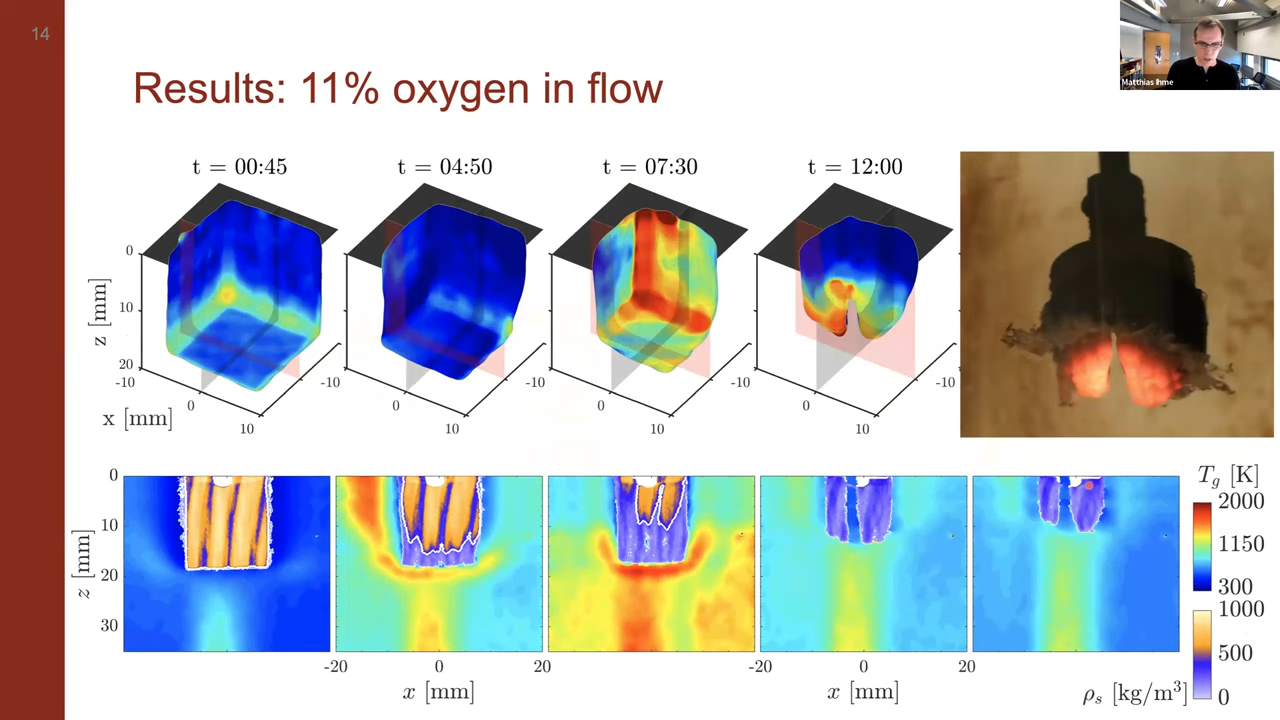 14
Matthias Ihme
Results: 11% oxygen in flow
t = 00:45 t = 04:50 t = 07:30 t = 12:00
0
10
20
z [mm]
-10 -10 -10 -10 -10
0 0 0 0
10 10 10 10
x [mm]
0
10
20
30
z [mm]
-20 0 20 -20 0 20
x [mm] x [mm]
T_g [K]
2000
1150
300
1000
500
0
ρ_s [kg/m³]